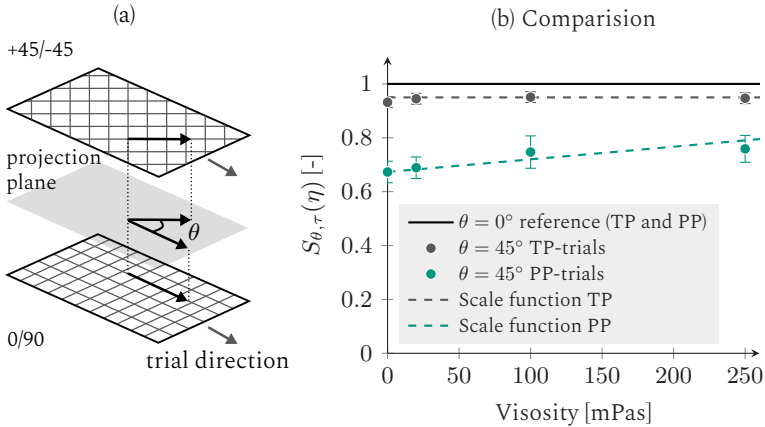 (a)
+45/-45
projection
plane
θ
0/90
trial direction
(b) Comparision
S_{θ,τ}(η) [-]
1
0.8
0.6
0.4
0.2
0
θ = 0° reference (TP and PP)
θ = 45° TP-trials
θ = 45° PP-trials
Scale function TP
Scale function PP
0 50 100 150 200 250
Visosity [mPas]